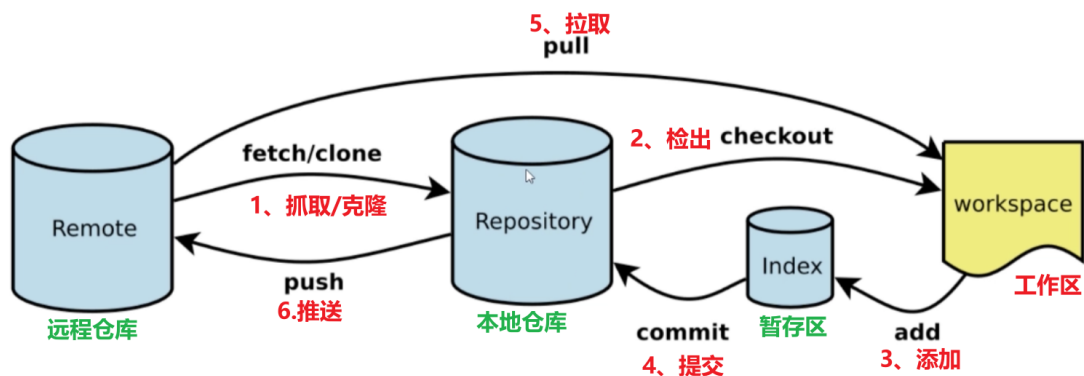 5、拉取
pull
fetch/clone
1、抓取/克隆
2、检出
checkout
Remote
Repository
workspace
Index
push
6.推送
远程仓库
本地仓库
commit
4、提交
暂存区
add
3、添加
工作区